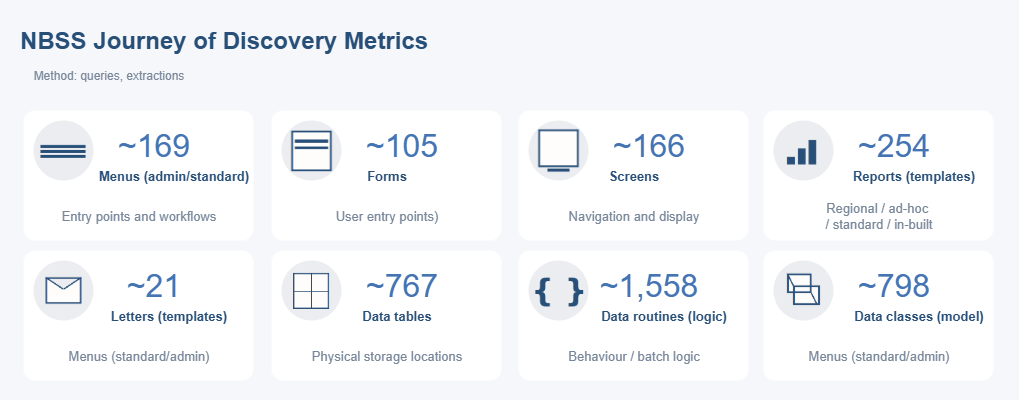 NBSS Journey of Discovery Metrics
Method: queries, extractions
~169
Menus (admin/standard)
Entry points and workflows
~105
Forms
User entry points)
~166
Screens
Navigation and display
~254
Reports (templates)
Regional / ad-hoc
/ standard / in-built
~21
Letters (templates)
Menus (standard/admin)
~767
Data tables
Physical storage locations
{ }
~1,558
Data routines (logic)
Behaviour / batch logic
~798
Data classes (model)
Menus (standard/admin)